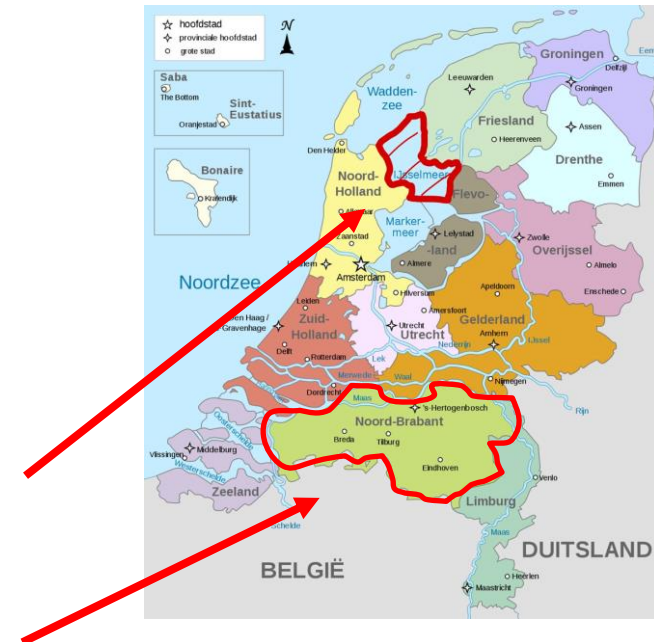 hoofdstad
provinciale hoofdstad
grote stad
N
Saba
The Bottom
Sint-
Eustatius
Oranjestad
Bonaire
Kralendijk
Groningen
Delfzijl
Leeuwarden
Groningen
Wadden-
zee
Friesland
Assen
Heerenveen
Den Helder
Drenthe
Noord-
Holland
IJsselmeer
Emmen
Flevo-
Marker-
meer
Zaanstad
Lelystad
-land
Zwolle
Overijssel
Noordzee
Almere
Almelo
Amsterdam
Enschede
Hilversum
Apeldoorn
Leiden
Amersfoort
Zuid-
Holland
Utrecht
Utrecht
Gelderland
Gravenhage
Arnhem
IJssel
Delft
Rotterdam
Lek
Nederrijn
Merwede
Waal
Nijmegen
Dordrecht
Maas
's-Hertogenbosch
Rijn
Oosterschelde
Noord-Brabant
Breda
Tilburg
Middelburg
Vlissingen
Eindhoven
Westerschelde
Venlo
Zeeland
Limburg
Schelde
Maas
DUITSLAND
BELGIË
Heerlen
Maastricht